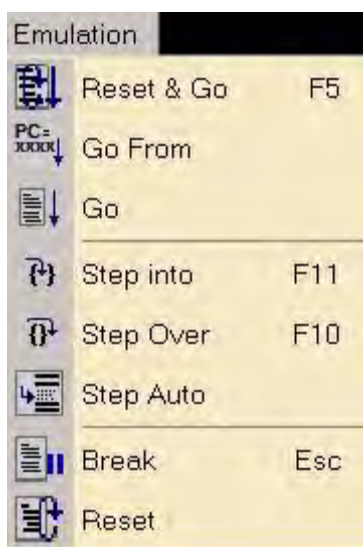 Emulation
Reset & Go F5
PC=
xxxx
Go From
Go
Step into F11
Step Over F10
Step Auto
Break Esc
Reset